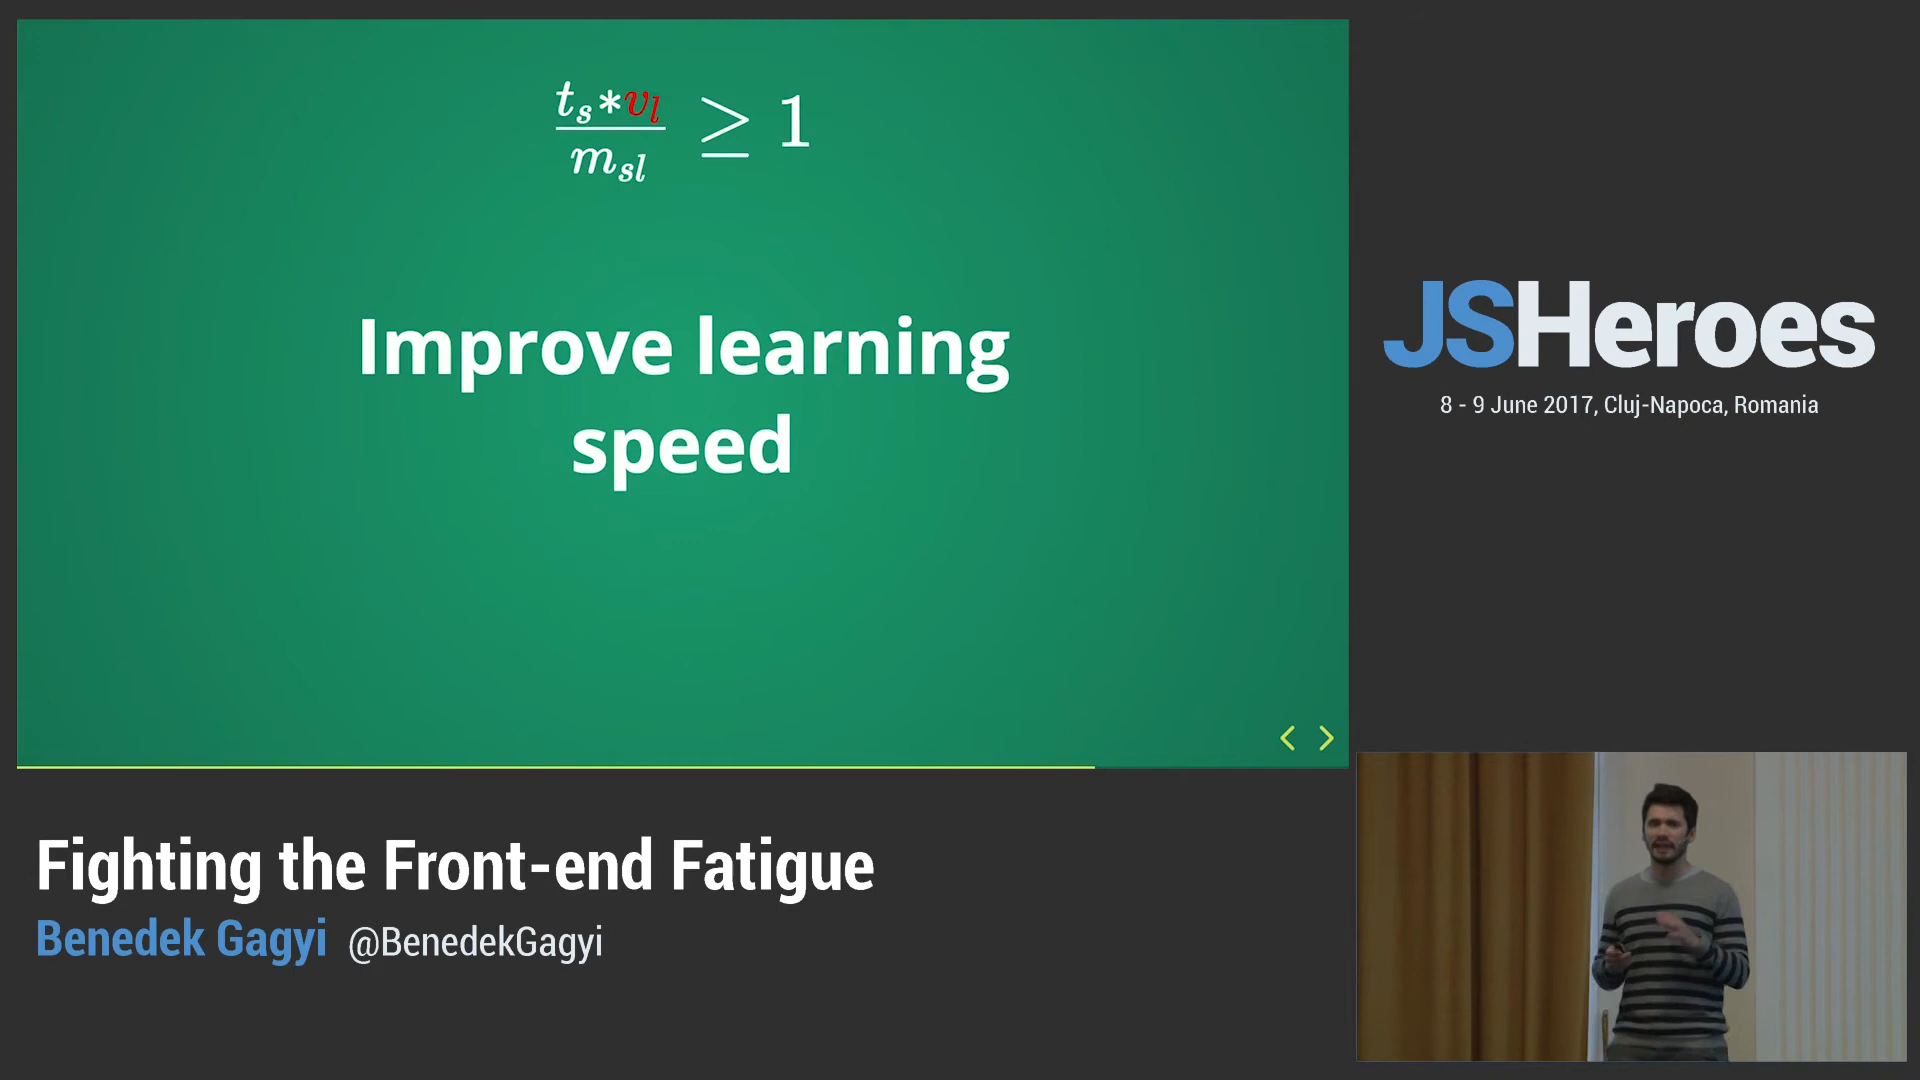 t_s * v_l / m_sl ≥ 1
Improve learning
speed
JSHeroes
8 - 9 June 2017, Cluj-Napoca, Romania
Fighting the Front-end Fatigue
Benedek Gagyi @BenedekGagyi